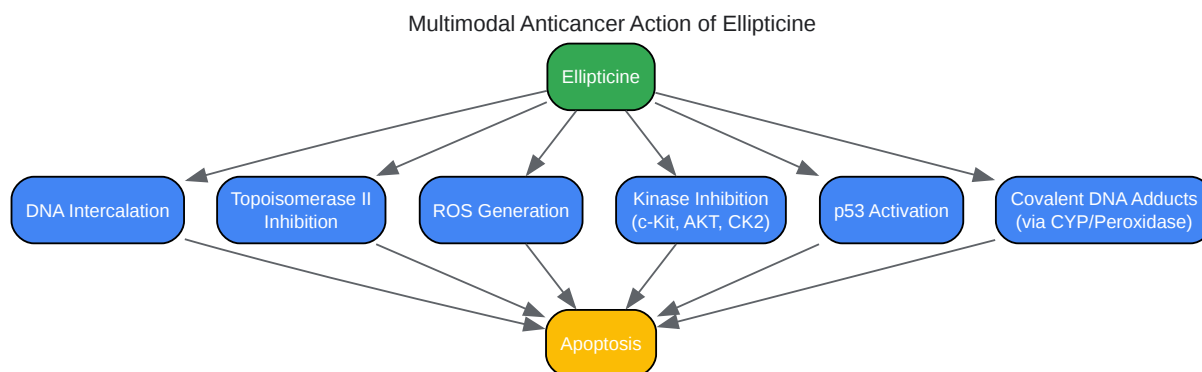 Multimodal Anticancer Action of Ellipticine
Ellipticine
DNA Intercalation
Topoisomerase II
Inhibition
ROS Generation
Kinase Inhibition
(c-Kit, AKT, CK2)
p53 Activation
Covalent DNA Adducts
(via CYP/Peroxidase)
Apoptosis